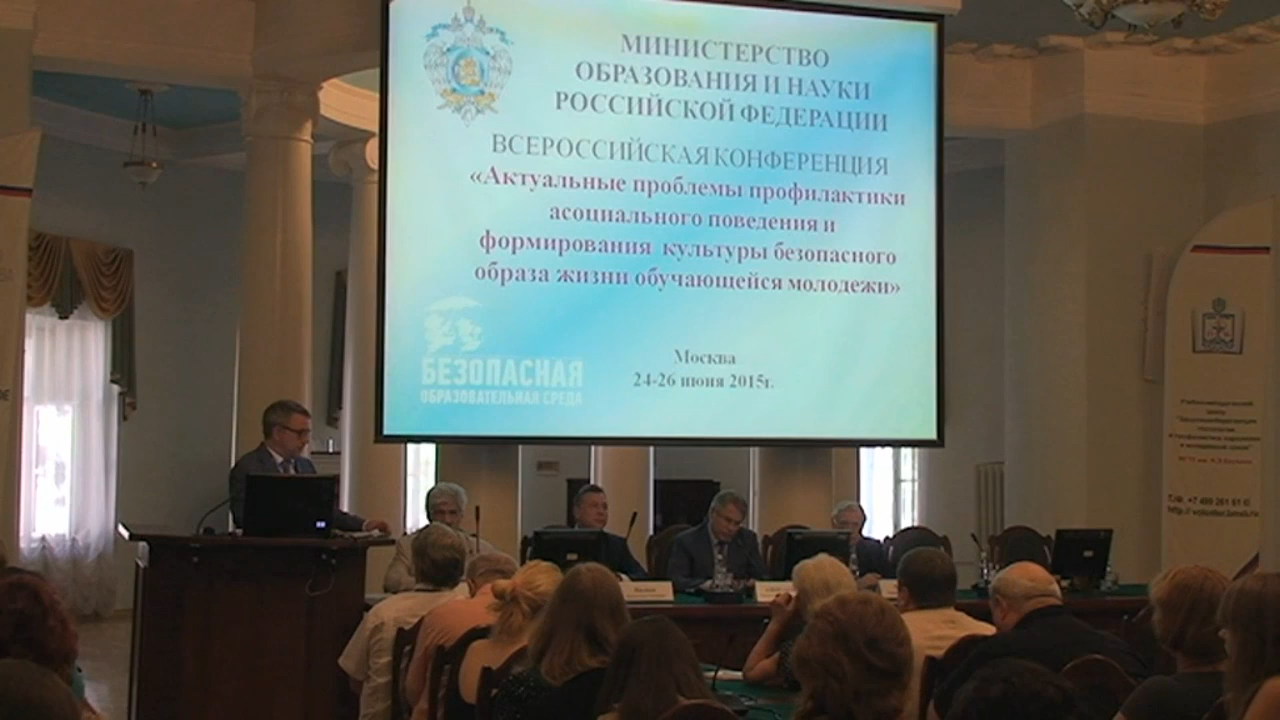 МИНИСТЕРСТВО
ОБРАЗОВАНИЯ И НАУКИ
РОССИЙСКОЙ ФЕДЕРАЦИИ
ВСЕРОССИЙСКАЯ КОНФЕРЕНЦИЯ
«Актуальные проблемы профилактики
асоциального поведения и
формирования культуры безопасного
образа жизни обучающейся молодежи»
БЕЗОПАСНАЯ
ОБРАЗОВАТЕЛЬНАЯ СРЕДА
Москва
24-26 июня 2015г.